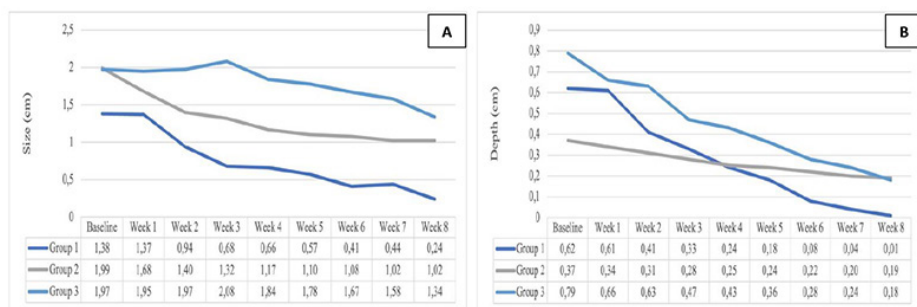 A
2,5
2
1,5
1
0,5
0
Size (cm)
Baseline Week 1 Week 2 Week 3 Week 4 Week 5 Week 6 Week 7 Week 8
Group 1 1,38 1,37 0,94 0,68 0,66 0,57 0,41 0,44 0,24
Group 2 1,99 1,68 1,40 1,32 1,17 1,10 1,08 1,02 1,02
Group 3 1,97 1,95 1,97 2,08 1,84 1,78 1,67 1,58 1,34
B
0,9
0,8
0,7
0,6
0,5
0,4
0,3
0,2
0,1
0
Depth (cm)
Baseline Week 1 Week 2 Week 3 Week 4 Week 5 Week 6 Week 7 Week 8
Group 1 0,62 0,61 0,41 0,33 0,24 0,18 0,08 0,04 0,01
Group 2 0,37 0,34 0,31 0,28 0,25 0,24 0,22 0,20 0,19
Group 3 0,79 0,66 0,63 0,47 0,43 0,36 0,28 0,24 0,18